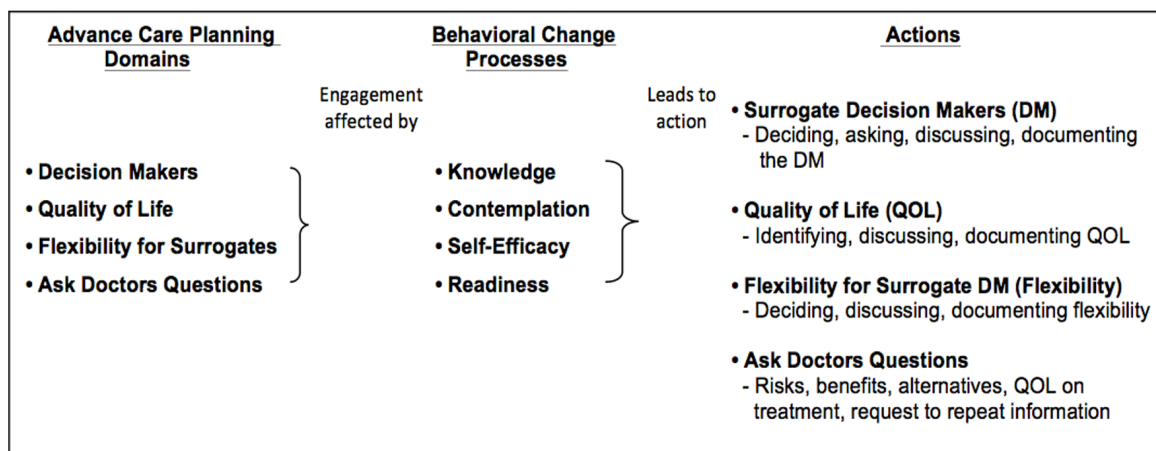 Advance Care Planning
Domains
Engagement
affected by
• Decision Makers
• Quality of Life
• Flexibility for Surrogates
• Ask Doctors Questions
Behavioral Change
Processes
Leads to
action
• Knowledge
• Contemplation
• Self-Efficacy
• Readiness
Actions
• Surrogate Decision Makers (DM)
- Deciding, asking, discussing, documenting
the DM
• Quality of Life (QOL)
- Identifying, discussing, documenting QOL
• Flexibility for Surrogate DM (Flexibility)
- Deciding, discussing, documenting flexibility
• Ask Doctors Questions
- Risks, benefits, alternatives, QOL on
treatment, request to repeat information